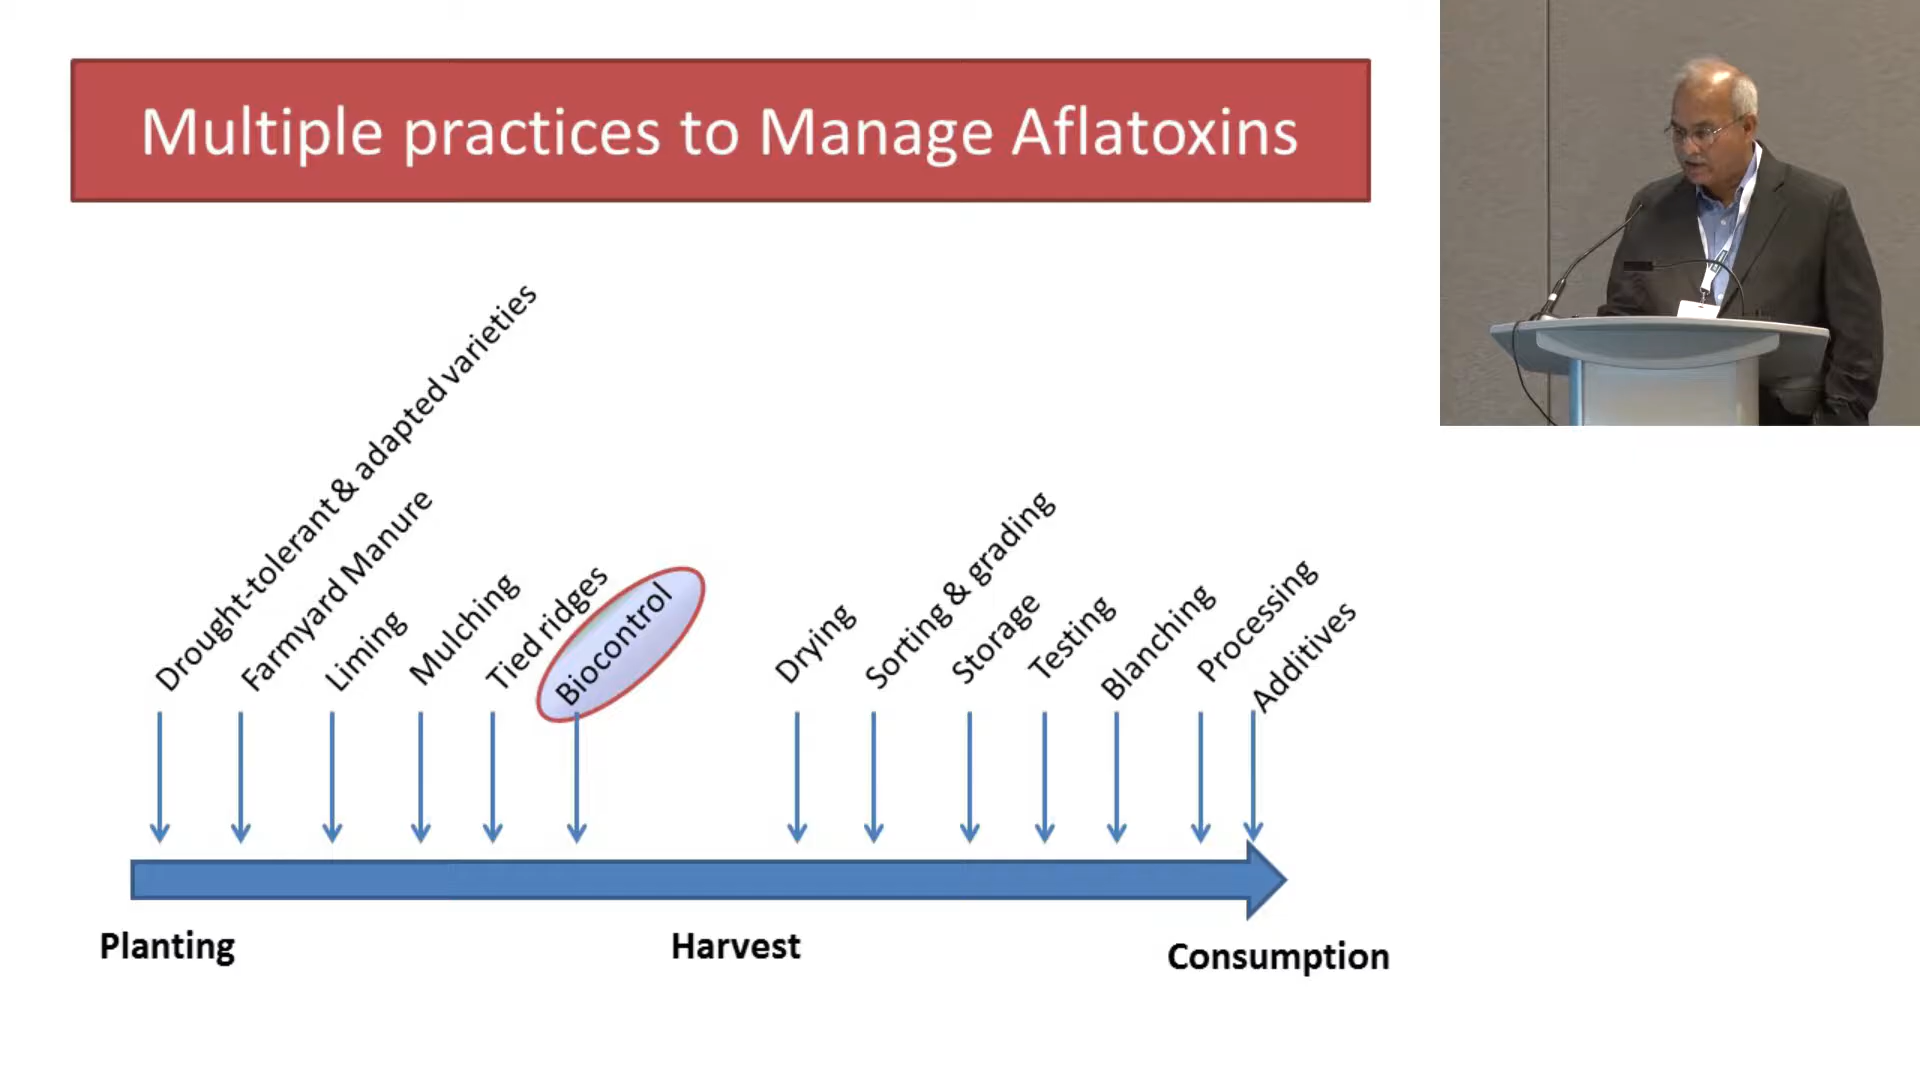 Multiple practices to Manage Aflatoxins
Drought-tolerant & adapted varieties
Farmyard Manure
Liming
Mulching
Tied ridges
Biocontrol
Drying
Sorting & grading
Storage
Testing
Blanching
Processing
Additives
Planting
Harvest
Consumption